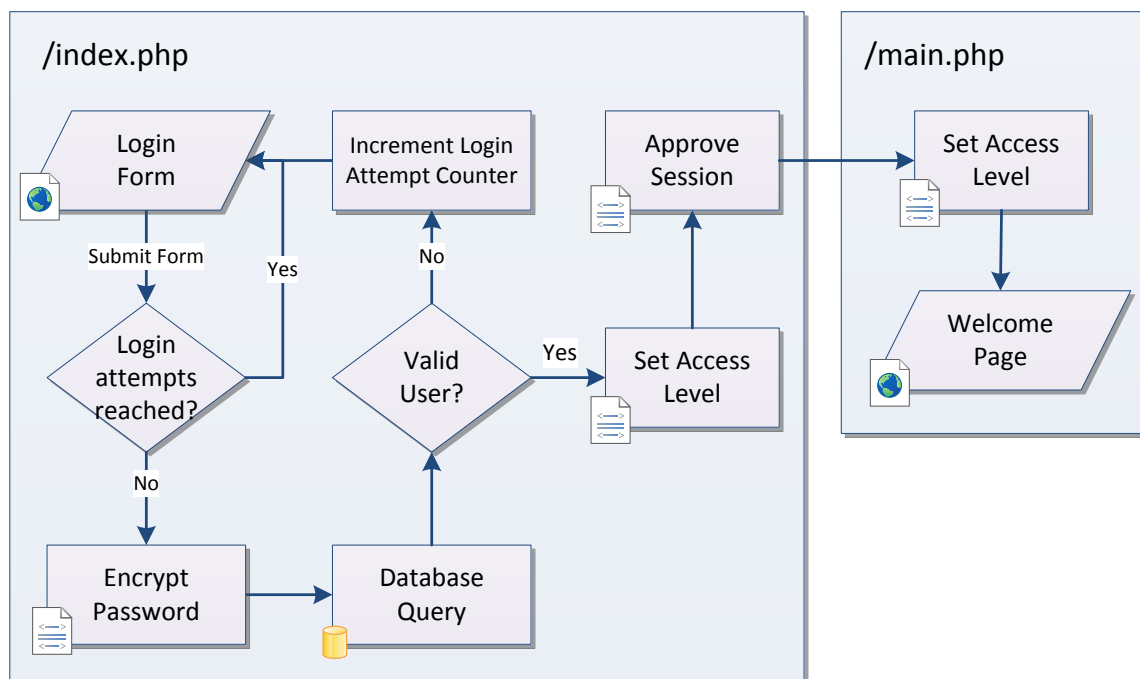 /index.php
Login
Form
Submit Form
Login
attempts
reached?
Yes
No
Encrypt
Password
Database
Query
Valid
User?
No
Increment Login
Attempt Counter
Yes
Set Access
Level
Approve
Session
/main.php
Set Access
Level
Welcome
Page